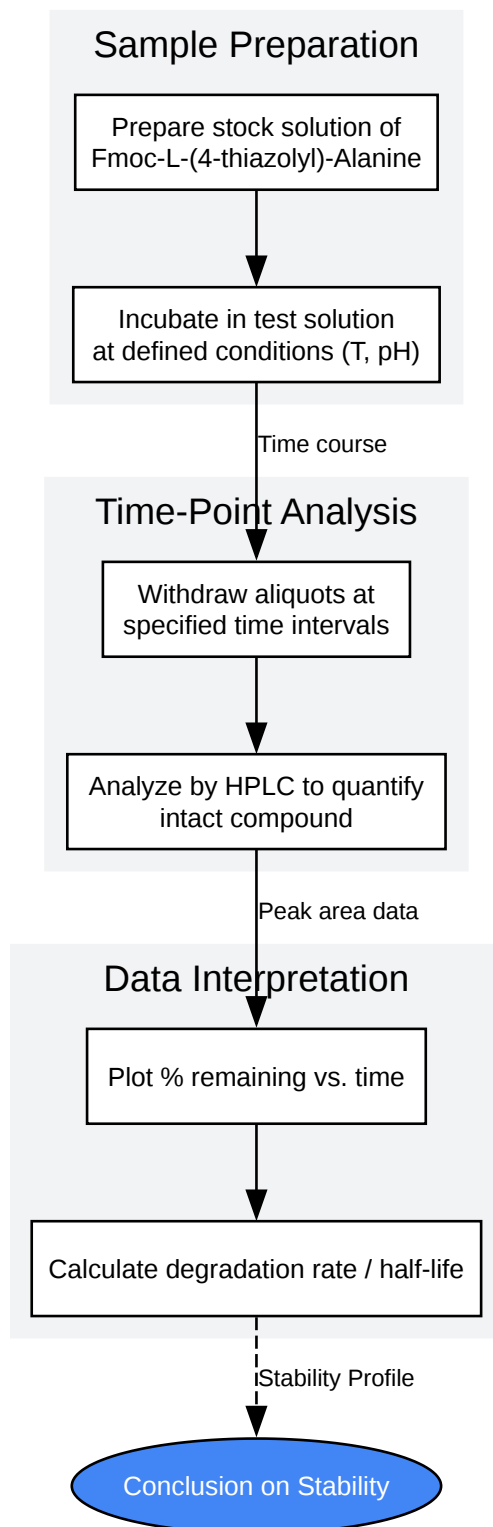 Sample Preparation
Prepare stock solution of
Fmoc-L-(4-thiazolyl)-Alanine
Incubate in test solution
at defined conditions (T, pH)
Time course
Time-Point Analysis
Withdraw aliquots at
specified time intervals
Analyze by HPLC to quantify
intact compound
Peak area data
Data Interpretation
Plot % remaining vs. time
Calculate degradation rate / half-life
Stability Profile
Conclusion on Stability